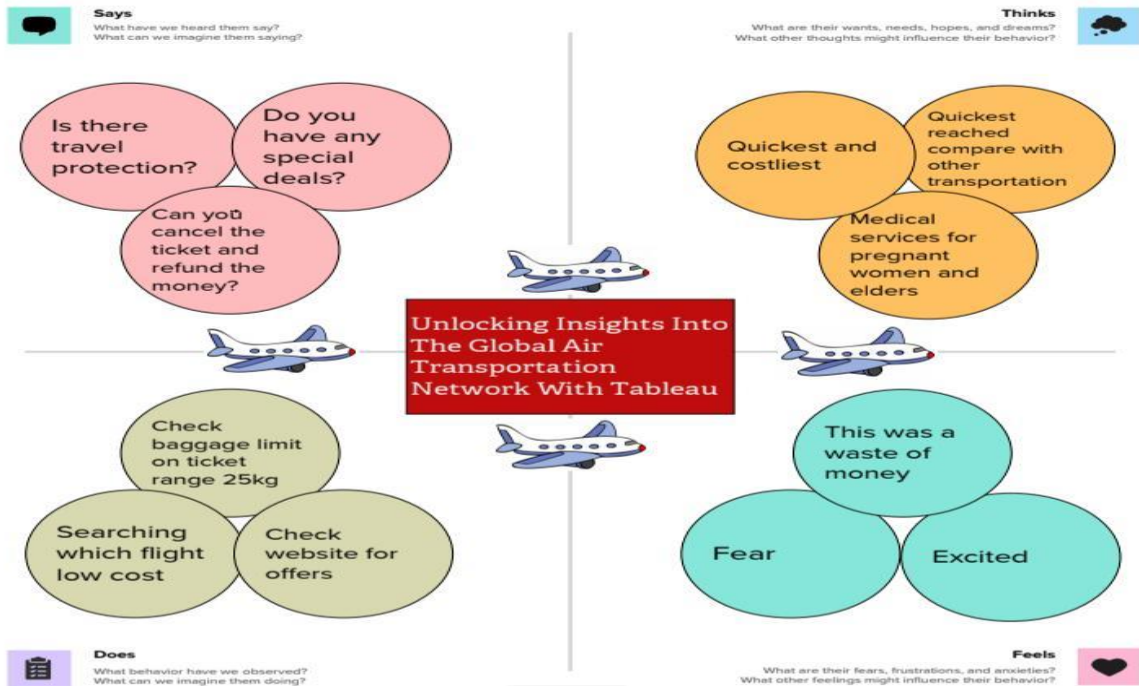 Says
What have we heard them say?
What can we imagine them saying?
Thinks
What are their wants, needs, hopes, and dreams?
What other thoughts might influence their behavior?
Is there
travel
protection?
Do you
have any
special
deals?
Can you
cancel the
ticket and
refund the
money?
Quickest and
costliest
Quickest
reached
compare with
other
transportation
Medical
services for
pregnant
women and
elders
Unlocking Insights Into
The Global Air
Transportation
Network With Tableau
Check
baggage limit
on ticket
range 25kg
Searching
which flight
low cost
Check
website for
offers
This was a
waste of
money
Fear
Excited
Does
What behavior have we observed?
What can we imagine them doing?
Feels
What are their fears, frustrations, and anxieties?
What other feelings might influence their behavior?